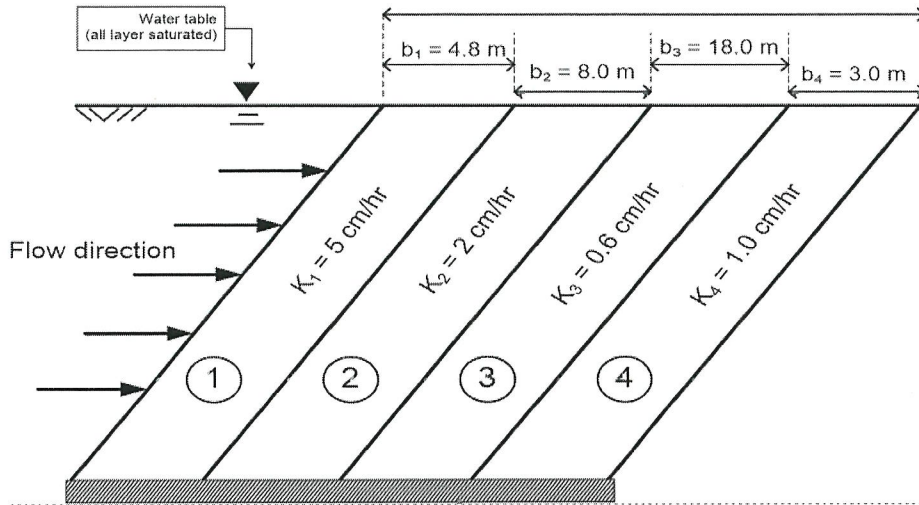 Water table
(all layer saturated)
b₁ = 4.8 m
b₂ = 8.0 m
b₃ = 18.0 m
b₄ = 3.0 m
Flow direction
K₁ = 5 cm/hr
K₂ = 2 cm/hr
K₃ = 0.6 cm/hr
K₄ = 1.0 cm/hr
1
2
3
4